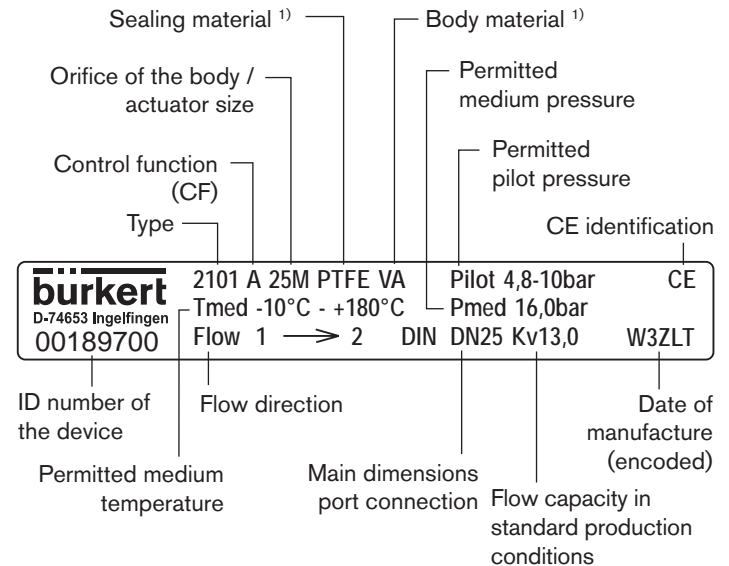 Sealing material 1)
Body material 1)
Orifice of the body /
actuator size
Permitted
medium pressure
Control function
(CF)
Permitted
pilot pressure
Type
CE identification
burkert
D-74653 Ingelfingen
00189700
2101 A 25M PTFE VA
Pilot 4,8-10bar
CE
Tmed -10°C - +180°C
Pmed 16,0bar
Flow 1 → 2
DIN DN25 Kv13,0
W3ZLT
ID number of
the device
Flow direction
Date of
manufacture
(encoded)
Permitted medium
temperature
Main dimensions
port connection
Flow capacity in
standard production
conditions